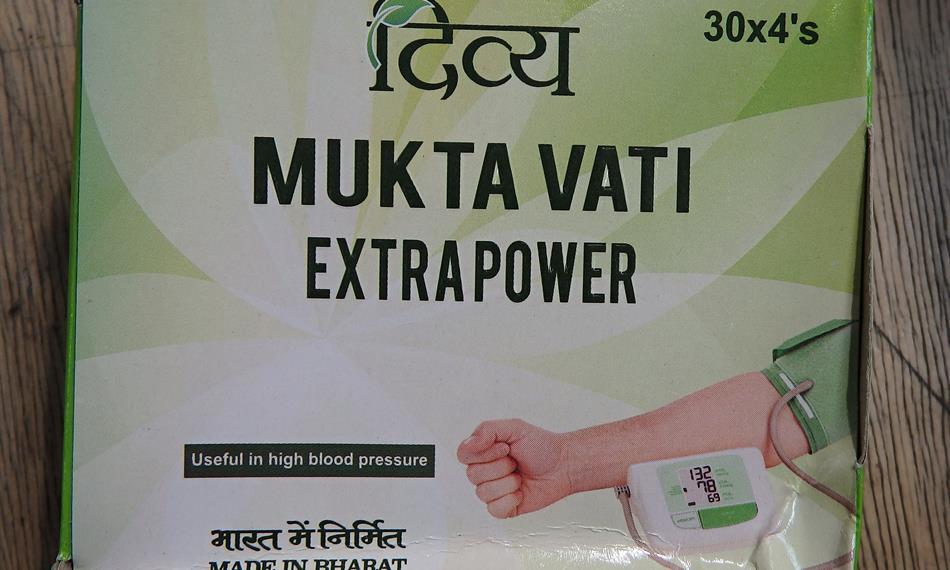 दिव्य
30x4's
MUKTA VATI
EXTRAPOWER
Useful in high blood pressure
132
78
69
भारत में निर्मित
MADE IN BHARAT